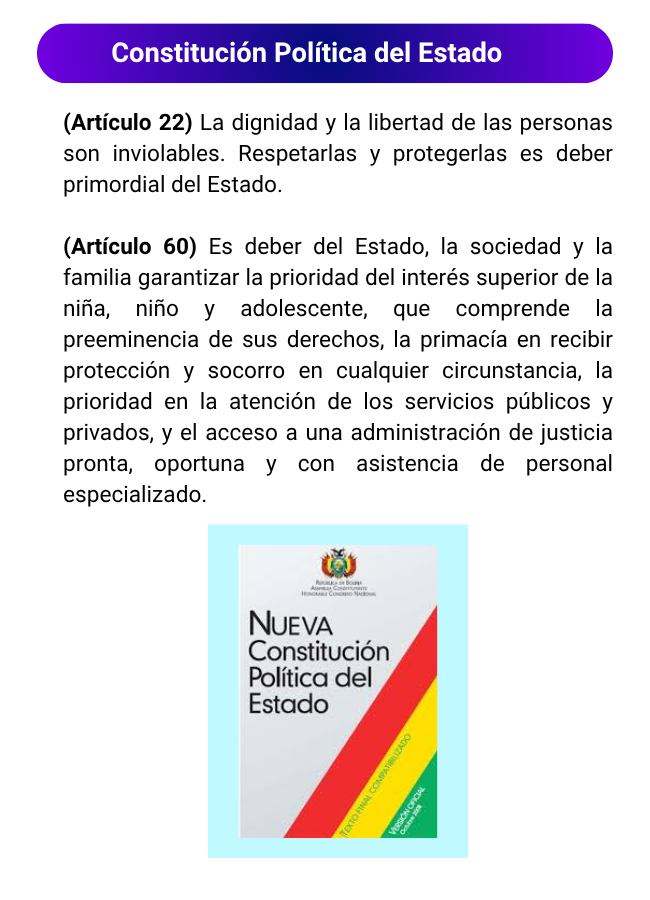 Constitución Política del Estado
(Artículo 22) La dignidad y la libertad de las personas
son inviolables. Respetarlas y protegerlas es deber
primordial del Estado.
(Artículo 60) Es deber del Estado, la sociedad y la
familia garantizar la prioridad del interés superior de la
niña, niño y adolescente, que comprende la
preeminencia de sus derechos, la primacía en recibir
protección y socorro en cualquier circunstancia, la
prioridad en la atención de los servicios públicos y
privados, y el acceso a una administración de justicia
pronta, oportuna y con asistencia de personal
especializado.
REPÚBLICA DE BOLIVIA
ASAMBLEA CONSTITUYENTE
HONORABLE CONGRESO NACIONAL
NUEVA
Constitución
Política del
Estado
TEXTO FINAL COMPATIBILIZADO
VERSIÓN OFICIAL
Octubre 2008